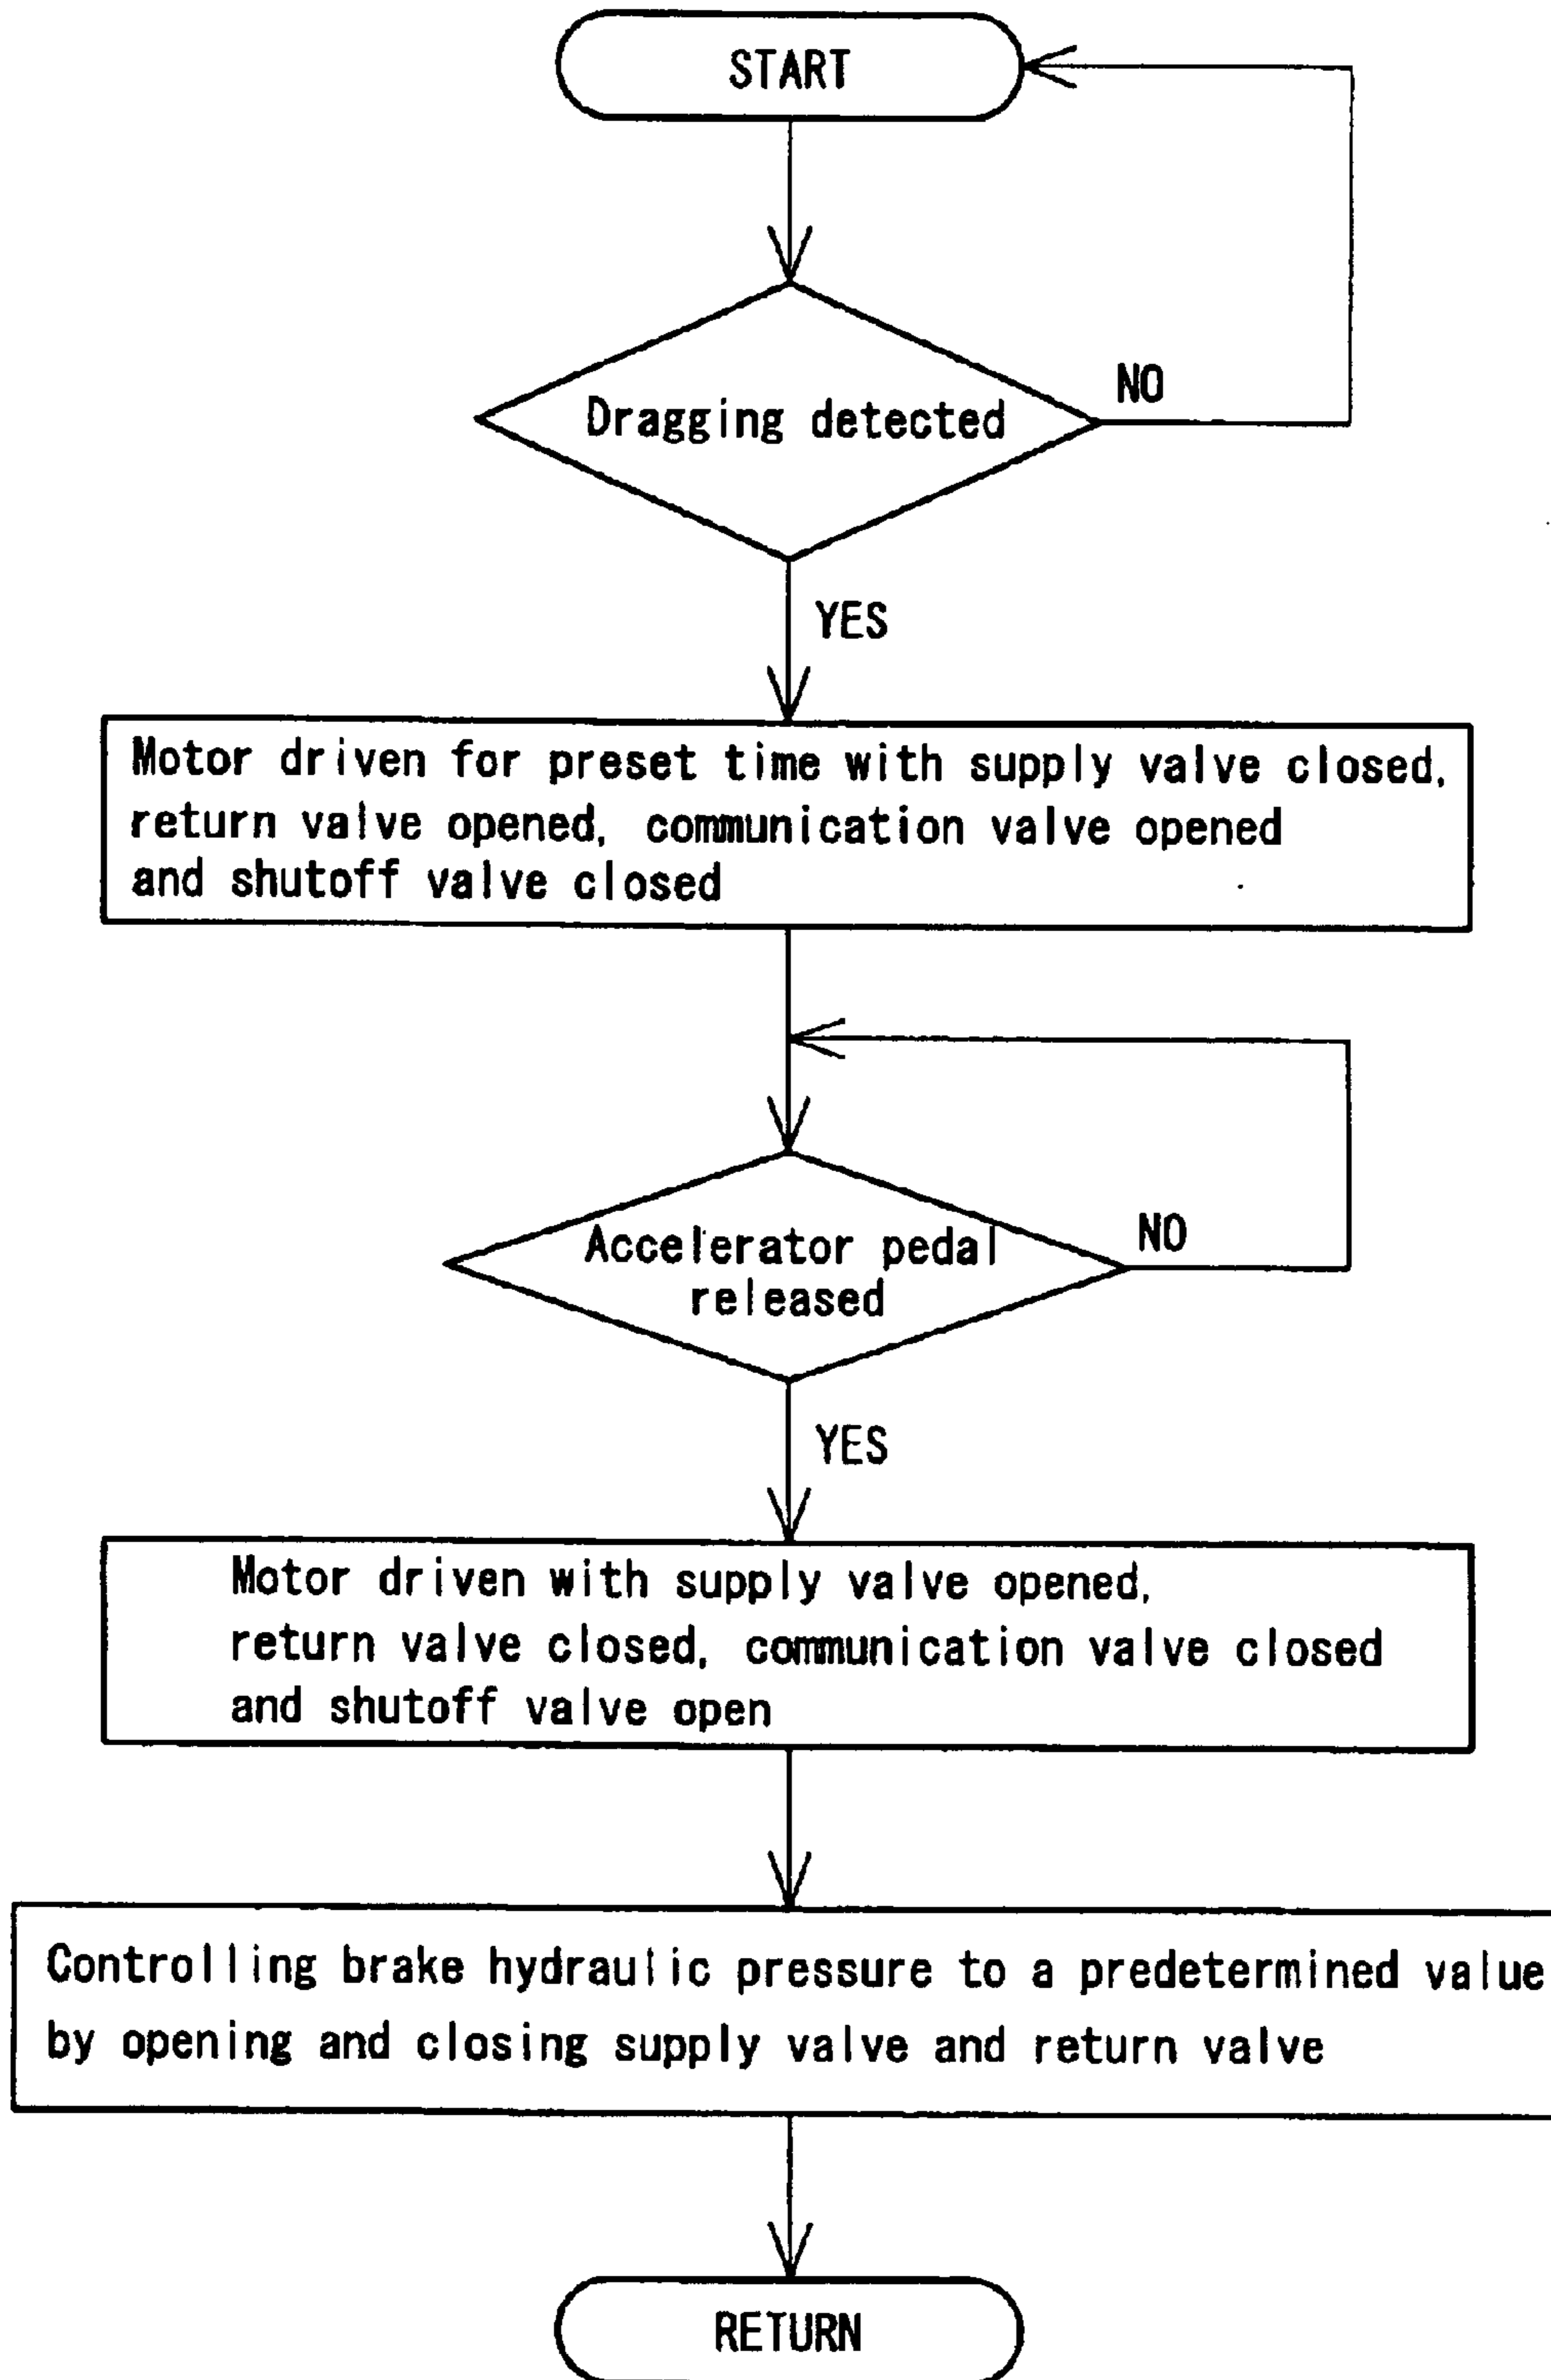 START
Dragging detected
NO
YES
Motor driven for preset time with supply valve closed,
return valve opened, communication valve opened
and shutoff valve closed
Accelerator pedal
released
NO
YES
Motor driven with supply valve opened,
return valve closed, communication valve closed
and shutoff valve open
Controlling brake hydraulic pressure to a predetermined value
by opening and closing supply valve and return valve
RETURN